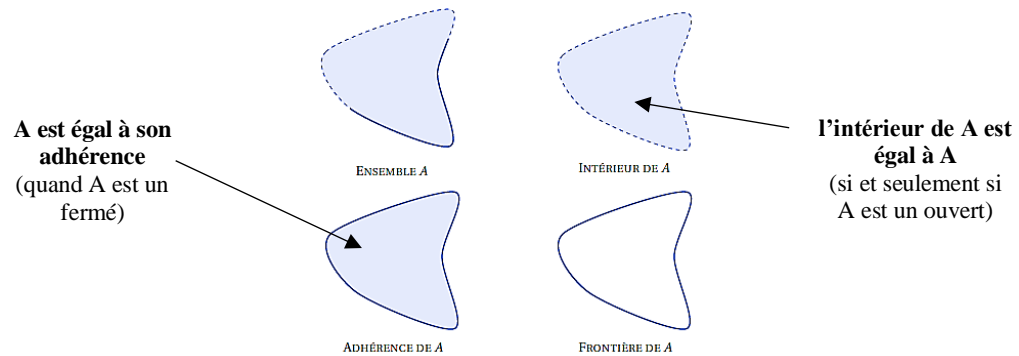 A est égal à son
adhérence
(quand A est un
fermé)
ENSEMBLE A
INTÉRIEUR DE A
l’intérieur de A est
égal à A
(si et seulement si
A est un ouvert)
ADHÉRENCE DE A
FRONTIÈRE DE A